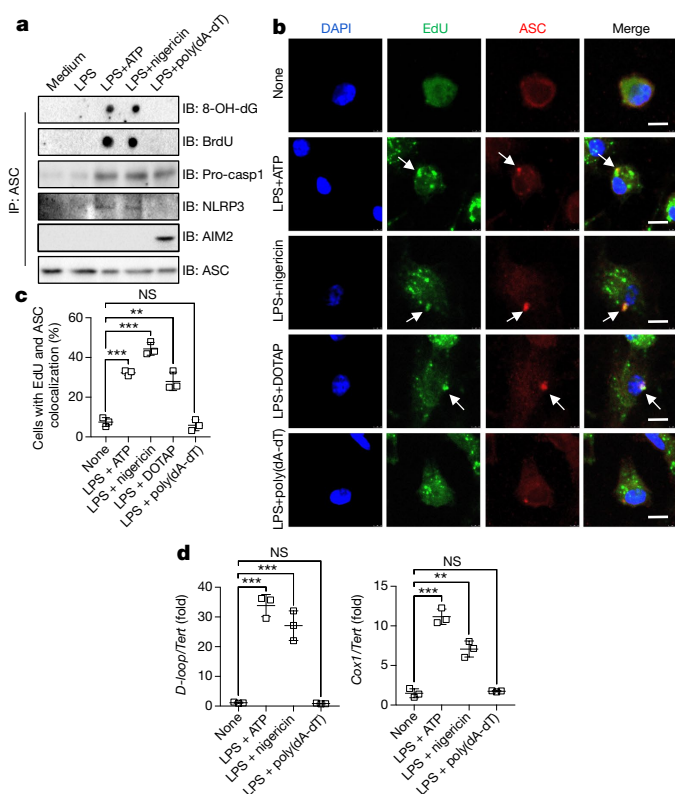 a
Medium
LPS
LPS+ATP
LPS+nigericin
LPS+poly(dA-dT)
IP: ASC
IB: 8-OH-dG
IB: BrdU
IB: Pro-casp1
IB: NLRP3
IB: AIM2
IB: ASC
b
DAPI EdU ASC Merge
None
LPS+ATP
LPS+nigericin
LPS+DOTAP
LPS+poly(dA-dT)
c
Cells with EdU and ASC
colocalization (%)
60
40
20
0
NS
**
***
***
None
LPS + ATP
LPS + nigericin
LPS + DOTAP
LPS + poly(dA-dT)
d
D-loop/Tert (fold)
40
30
20
10
0
NS
***
***
None
LPS + ATP
LPS + nigericin
LPS + poly(dA-dT)
Cox1/Tert (fold)
15
10
5
0
NS
**
***
None
LPS + ATP
LPS + nigericin
LPS + poly(dA-dT)